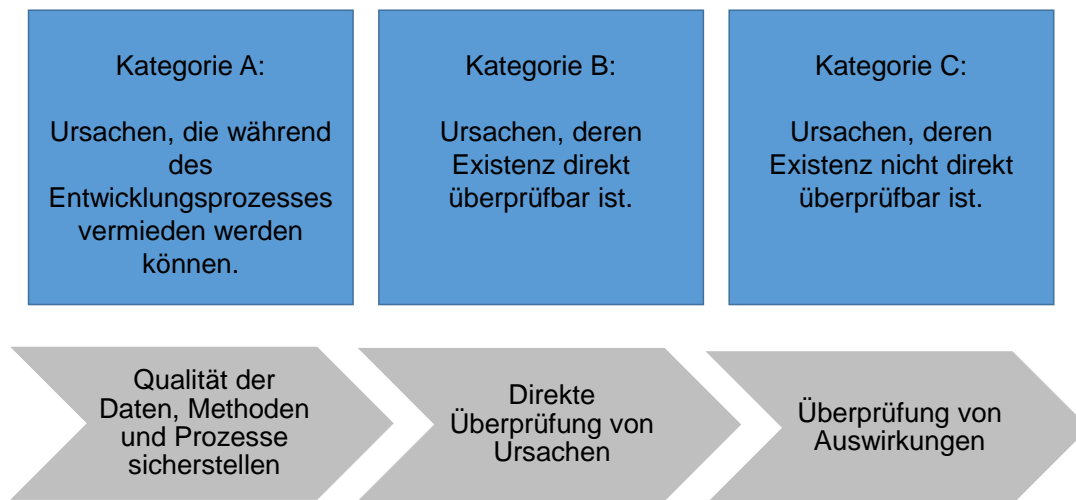 Kategorie A:
Ursachen, die während
des
Entwicklungsprozesses
vermieden werden
können.
Kategorie B:
Ursachen, deren
Existenz direkt
überprüfbar ist.
Kategorie C:
Ursachen, deren
Existenz nicht direkt
überprüfbar ist.
Qualität der
Daten, Methoden
und Prozesse
sicherstellen
Direkte
Überprüfung von
Ursachen
Überprüfung von
Auswirkungen